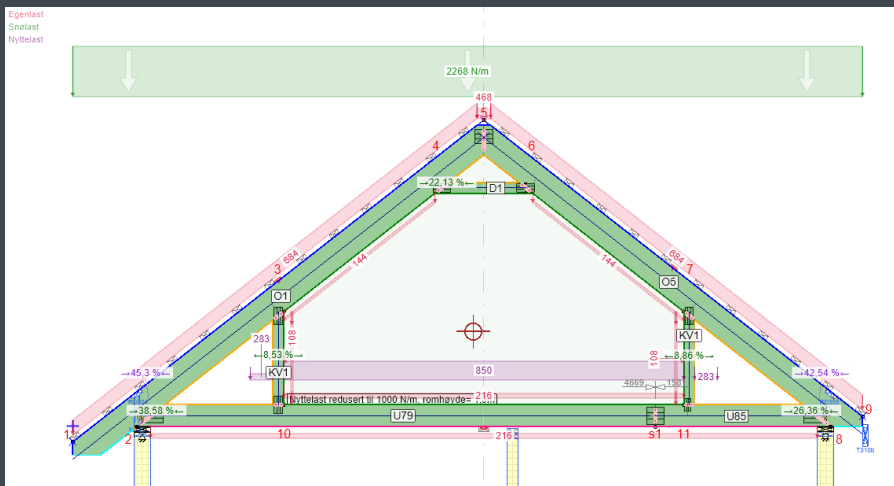 Egenlast
Snølast
Nyttelast
2268 N/m
468
5
4
6
22,13 %
D1
684
3
684
7
144
144
O1
O5
283
108
8,53 %
KV1
108
8,86 %
KV1
850
283
45,3 %
42,54 %
4669
156
Nyttelast redusert til 1000 N/m, romhøyde=
216
38,58 %
26,36 %
9
U79
U85
1
2
10
216
s1
11
8
T310b